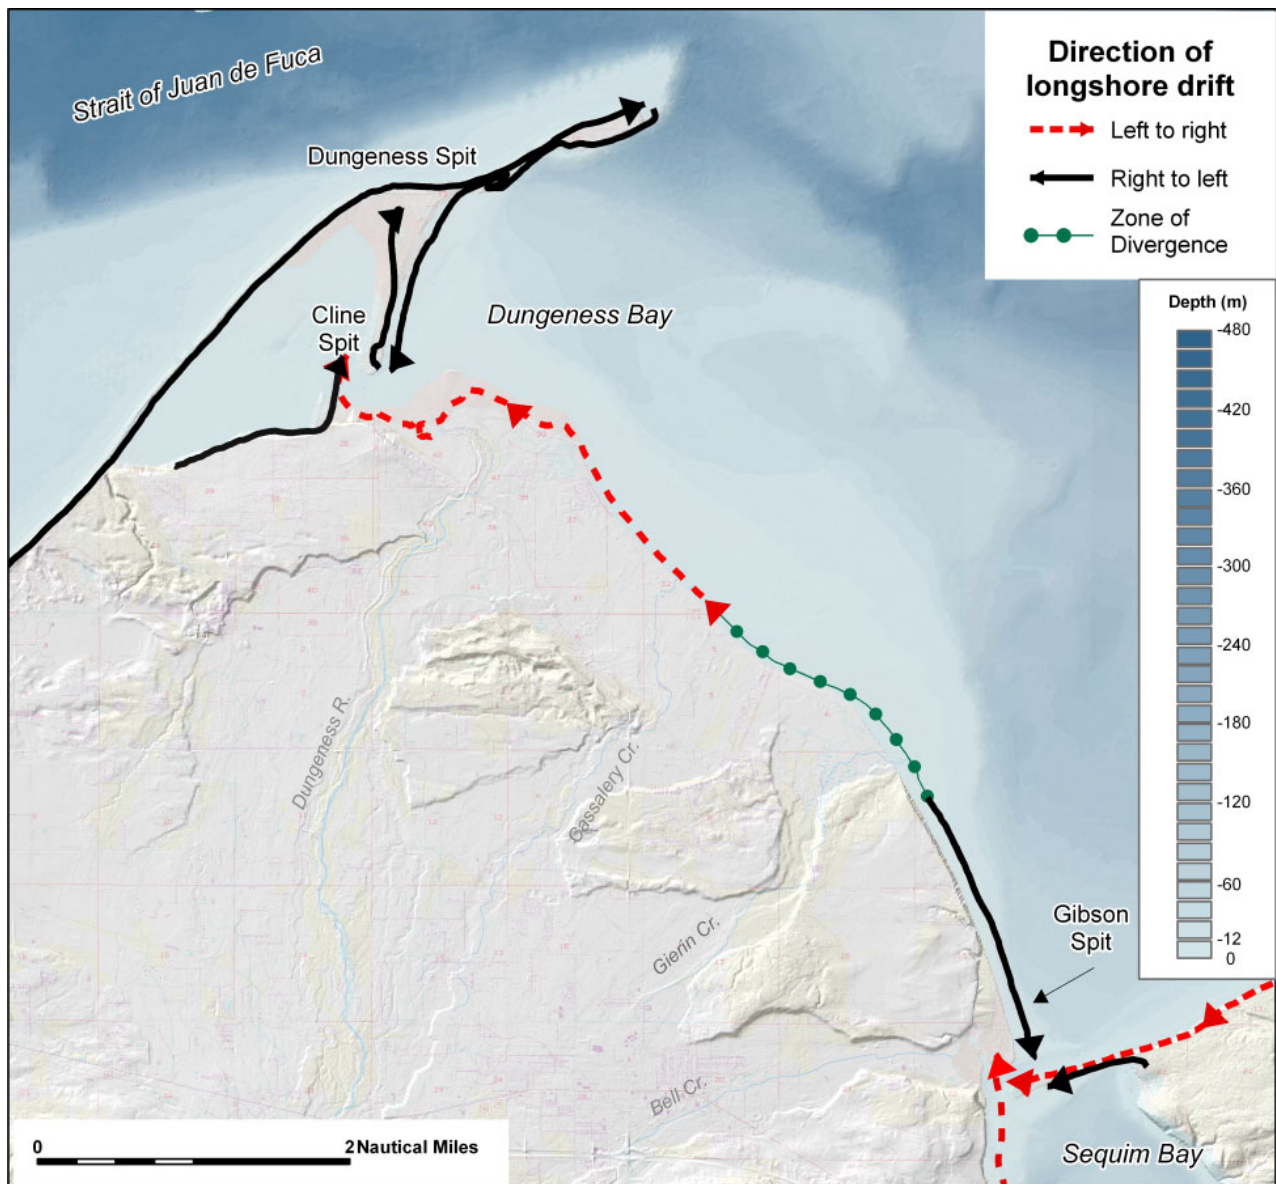 Strait of Juan de Fuca
Direction of
longshore drift
Left to right
Right to left
Zone of
Divergence
Dungeness Spit
Cline
Spit
Dungeness Bay
Depth (m)
-480
-420
-360
-300
-240
-180
-120
-60
-12
0
Dungeness R.
Cassalery Cr.
Gierin Cr.
Bell Cr.
Gibson
Spit
Sequim Bay
0
2 Nautical Miles